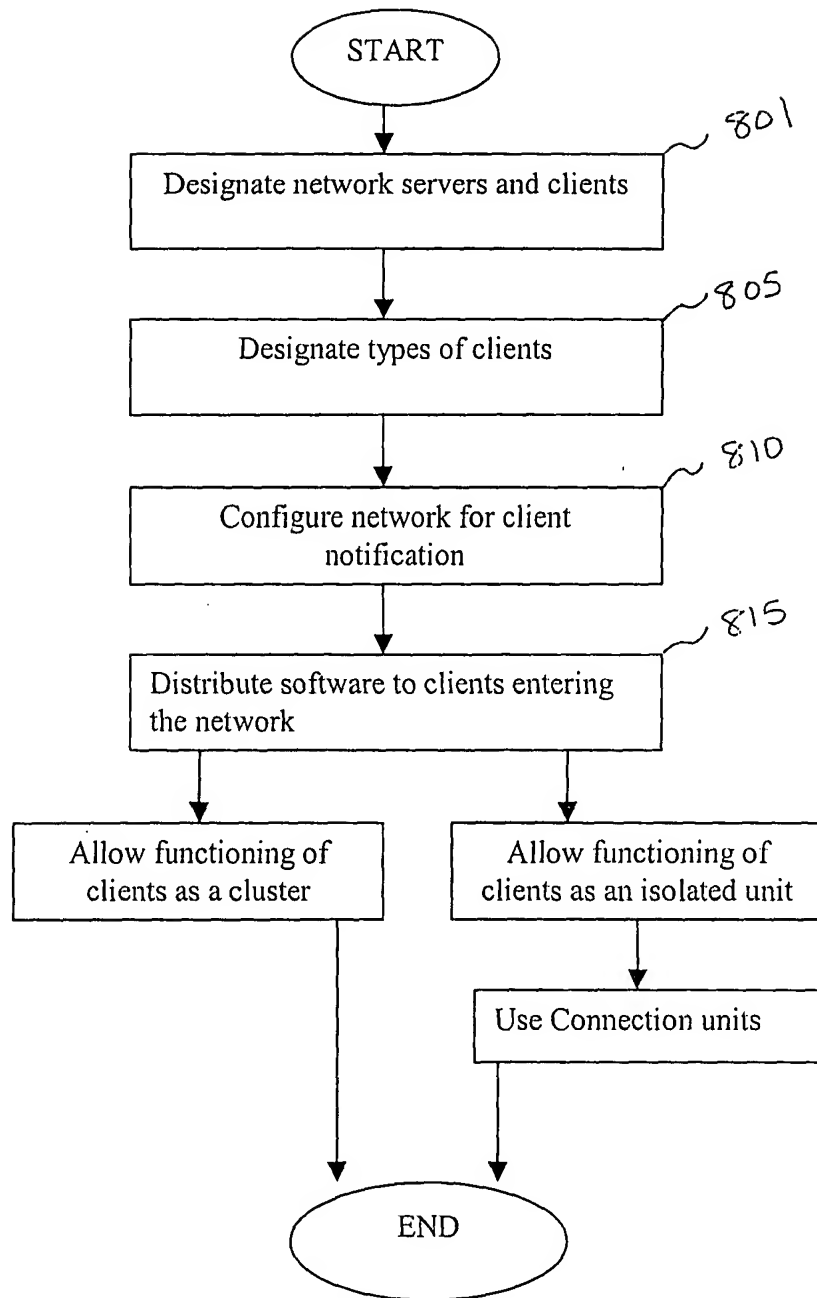 START
801
Designate network servers and clients
805
Designate types of clients
810
Configure network for client
notification
815
Distribute software to clients entering
the network
Allow functioning of
clients as a cluster
Allow functioning of
clients as an isolated unit
Use Connection units
END